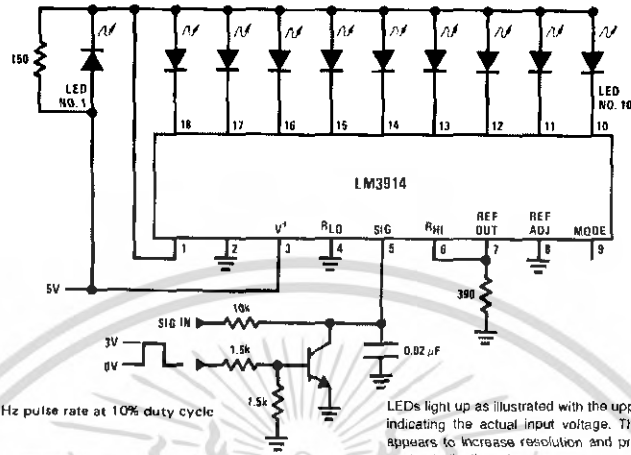 150
LED
NO. 1
LED
NO. 10
18 17 16 15 14 13 12 11 10
LM3914
V+ RLO SIG RHI REF OUT REF ADJ MODE
1 2 3 4 5 6 7 8 9
5V
SIG IN
10k
390
3V
0V
1.5k
0.02 μF
1.5k
Hz pulse rate at 10% duty cycle
LEDs light up as illustrated with the upp
indicating the actual input voltage. Th
appears to increase resolution and pr